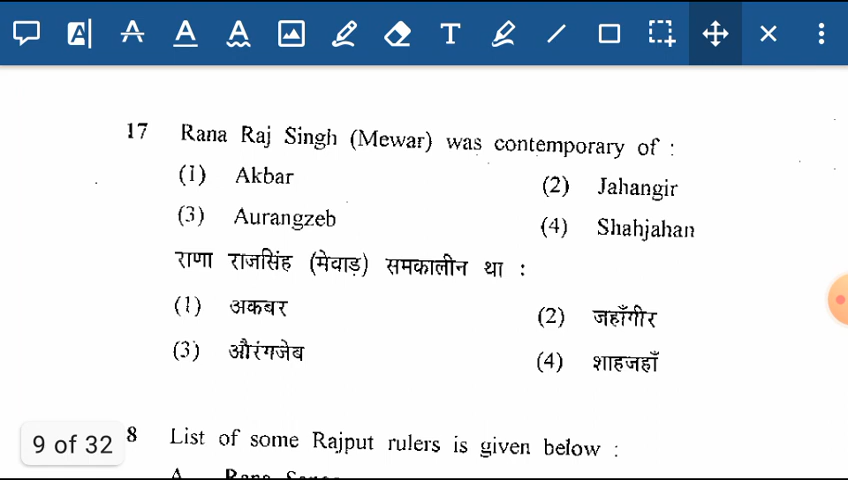 17 Rana Raj Singh (Mewar) was contemporary of :
(1) Akbar (2) Jahangir
(3) Aurangzeb (4) Shahjahan
राणा राजसिंह (मेवाड़) समकालीन था :
(1) अकबर (2) जहाँगीर
(3) औरंगजेब (4) शाहजहाँ
8 List of some Rajput rulers is given below :
9 of 32
A Rana